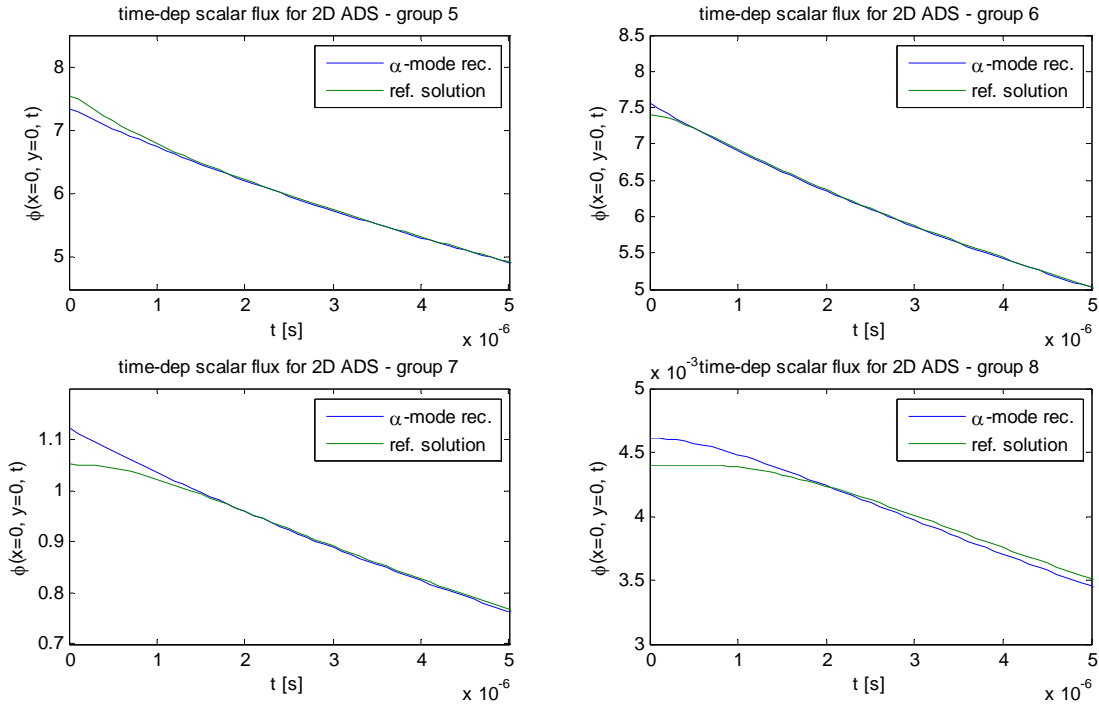 time-dep scalar flux for 2D ADS - group 5
8
7
6
5
ϕ(x=0, y=0, t)
α-mode rec.
ref. solution
0 1 2 3 4 5
t [s]
x 10^-6
time-dep scalar flux for 2D ADS - group 6
8.5
8
7.5
7
6.5
6
5.5
5
ϕ(x=0, y=0, t)
α-mode rec.
ref. solution
0 1 2 3 4 5
t [s]
x 10^-6
time-dep scalar flux for 2D ADS - group 7
1.1
1
0.9
0.8
0.7
ϕ(x=0, y=0, t)
α-mode rec.
ref. solution
0 1 2 3 4 5
t [s]
x 10^-6
x 10^-3
time-dep scalar flux for 2D ADS - group 8
5
4.5
4
3.5
3
ϕ(x=0, y=0, t)
α-mode rec.
ref. solution
0 1 2 3 4 5
t [s]
x 10^-6